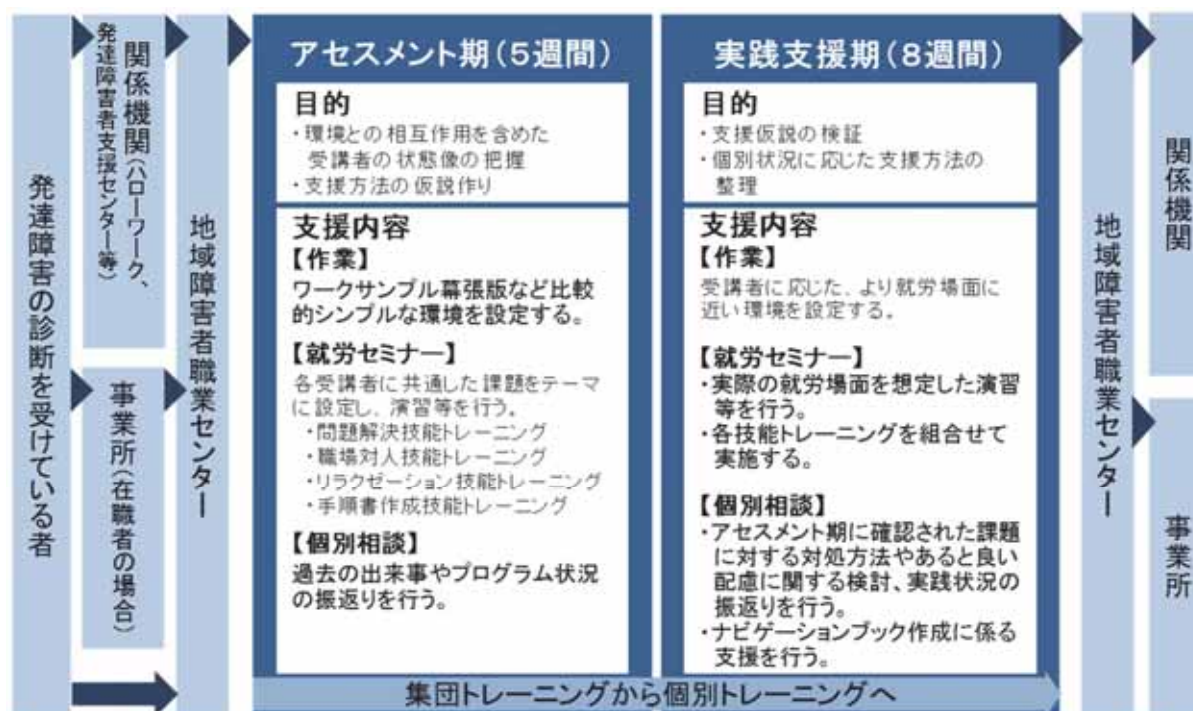 発達障害の診断を受けている者
関係機関(ハローワーク、
発達障害者支援センター等)
事業所(在職者の場合)
地域障害者職業センター
アセスメント期(5週間)
目的
・環境との相互作用を含めた
受講者の状態像の把握
・支援方法の仮説作り
支援内容
【作業】
ワークサンプル幕張版など比較
的シンプルな環境を設定する。
【就労セミナー】
各受講者に共通した課題をテーマ
に設定し、演習等を行う。
・問題解決技能トレーニング
・職場対人技能トレーニング
・リラクゼーション技能トレーニング
・手順書作成技能トレーニング
【個別相談】
過去の出来事やプログラム状況
の振返りを行う。
実践支援期(8週間)
目的
・支援仮説の検証
・個別状況に応じた支援方法の
整理
支援内容
【作業】
受講者に応じた、より就労場面に
近い環境を設定する。
【就労セミナー】
・実際の就労場面を想定した演習
等を行う。
・各技能トレーニングを組合せて
実施する。
【個別相談】
・アセスメント期に確認された課題
に対する対処方法やあると良い
配慮に関する検討、実践状況の
振返りを行う。
・ナビゲーションブック作成に係る
支援を行う。
集団トレーニングから個別トレーニングへ
地域障害者職業センター
関係機関
事業所